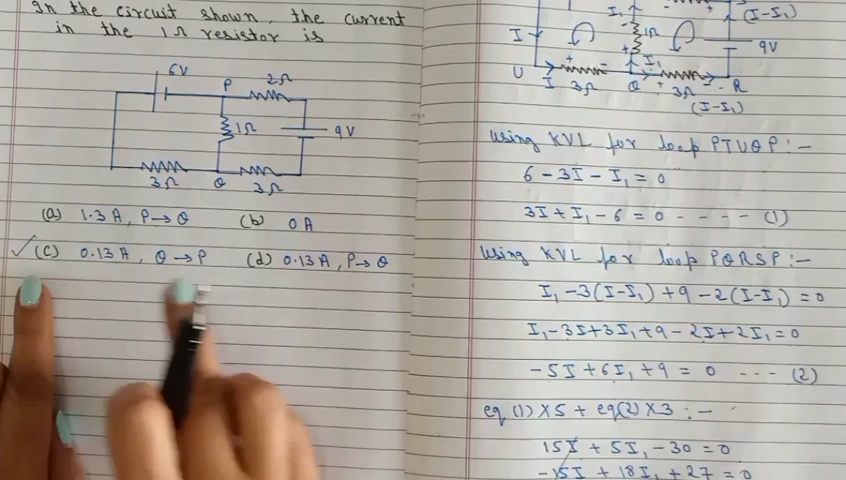 In the circuit shown, the current
in the 1Ω resistor is
6V
P
2Ω
1Ω
9V
3Ω
Q
3Ω
(a) 1.3 A, P→Q (b) 0 A
✓(c) 0.13 A, Q→P (d) 0.13 A, P→Q
I₁
(I-I₁)
1Ω
I
9V
I₁
U
I
3Ω
Q
3Ω
R
(I-I₁)
Using KVL for loop PTUQP:-
6-3I-I₁=0
3I+I₁-6=0 ---- (1)
Using KVL for loop PQRSP:-
I₁-3(I-I₁)+9-2(I-I₁)=0
I₁-3I+3I₁+9-2I+2I₁=0
-5I+6I₁+9=0 --- (2)
eq(1)×5+eq(2)×3:-
15I+5I₁-30=0
-15I+18I₁+27=0